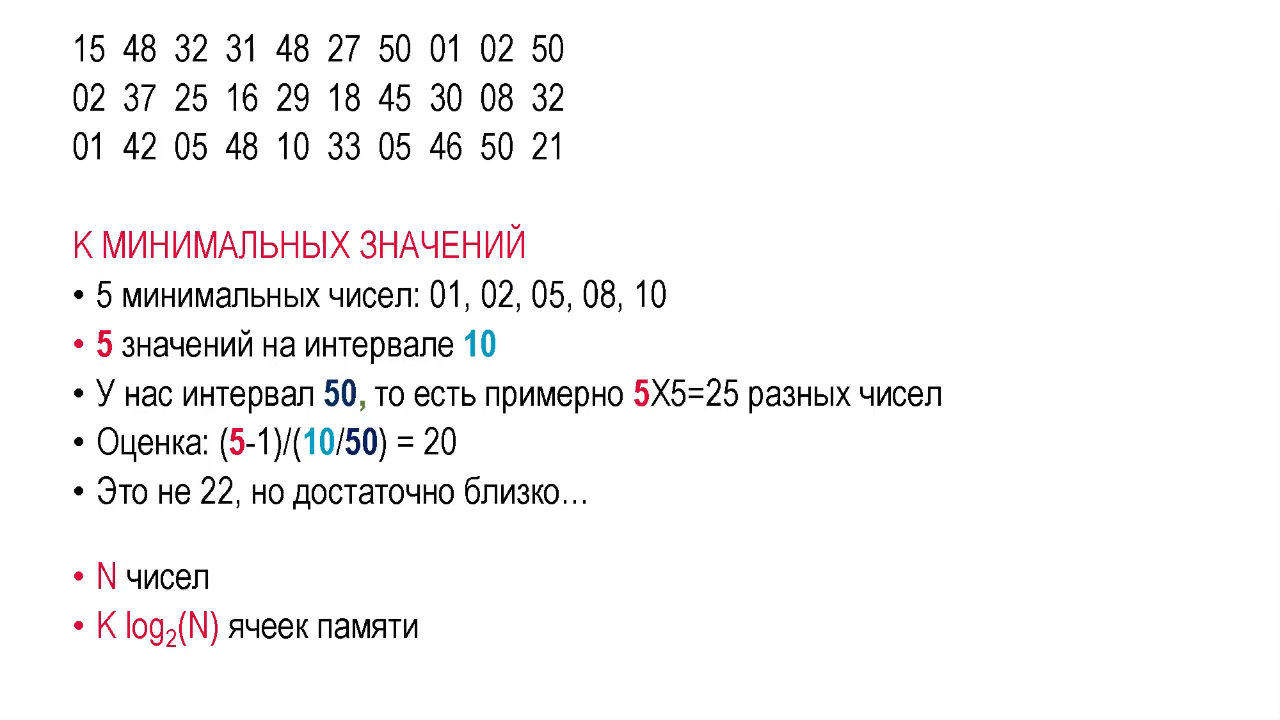 15 48 32 31 48 27 50 01 02 50
02 37 25 16 29 18 45 30 08 32
01 42 05 48 10 33 05 46 50 21
K МИНИМАЛЬНЫХ ЗНАЧЕНИЙ
• 5 минимальных чисел: 01, 02, 05, 08, 10
• 5 значений на интервале 10
• У нас интервал 50, то есть примерно 5X5=25 разных чисел
• Оценка: (5-1)/(10/50) = 20
• Это не 22, но достаточно близко…
• N чисел
• K log₂(N) ячеек памяти